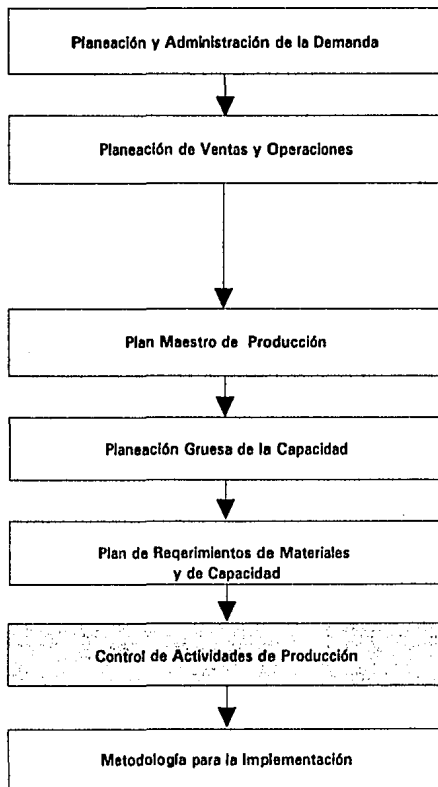 Planeación y Administración de la Demanda
Planeación de Ventas y Operaciones
Plan Maestro de Producción
Planeación Gruesa de la Capacidad
Plan de Reqerimientos de Materiales
y de Capacidad
Control de Actividades de Producción
Metodología para la Implementación